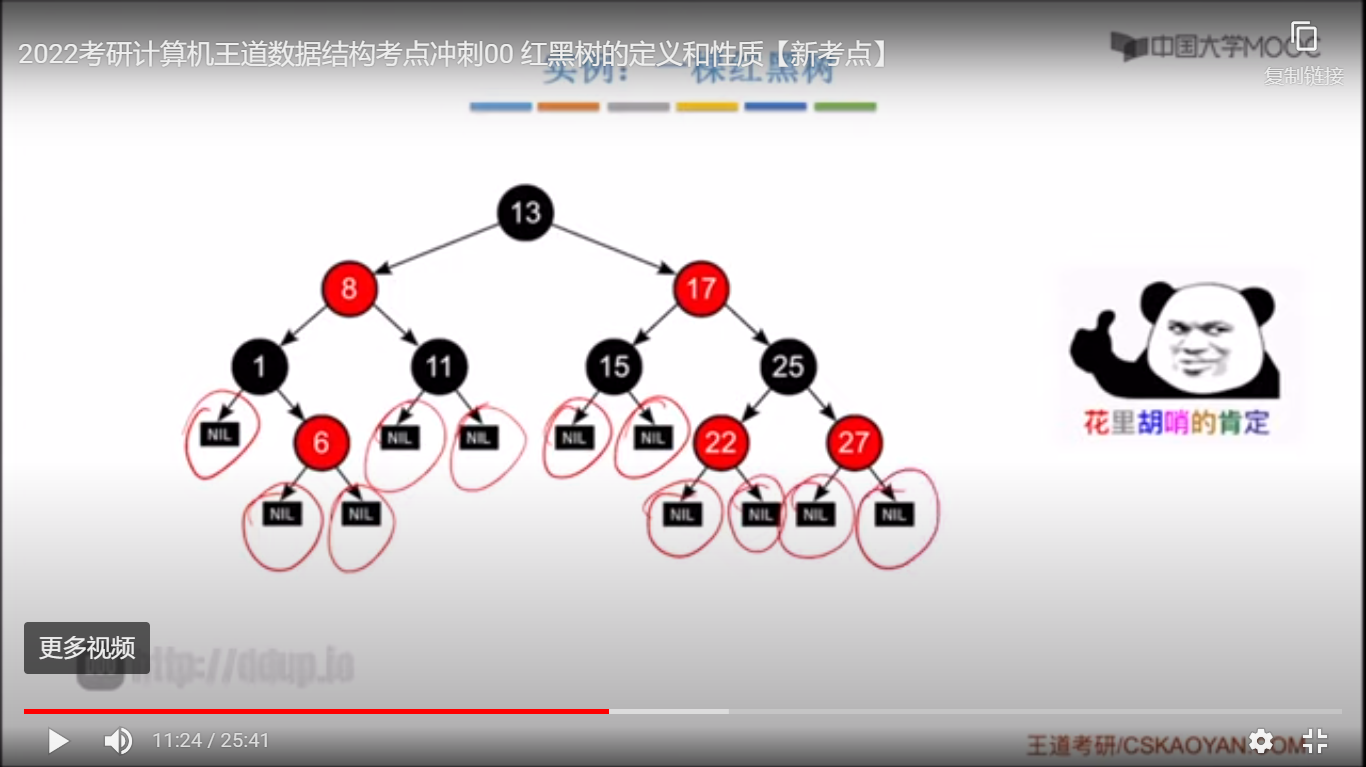 2022考研计算机王道数据结构考点冲刺00 红黑树的定义和性质【新考点】
中国大学MOOC
复制链接
实例：一棵红黑树
13
8 17
1 11 15 25
NIL 6 NIL NIL NIL NIL 22 27
NIL NIL NIL NIL NIL NIL
花里胡哨的肯定
更多视频
http://ddup.io
11:24 / 25:41
王道考研/CSKAOYAN.COM